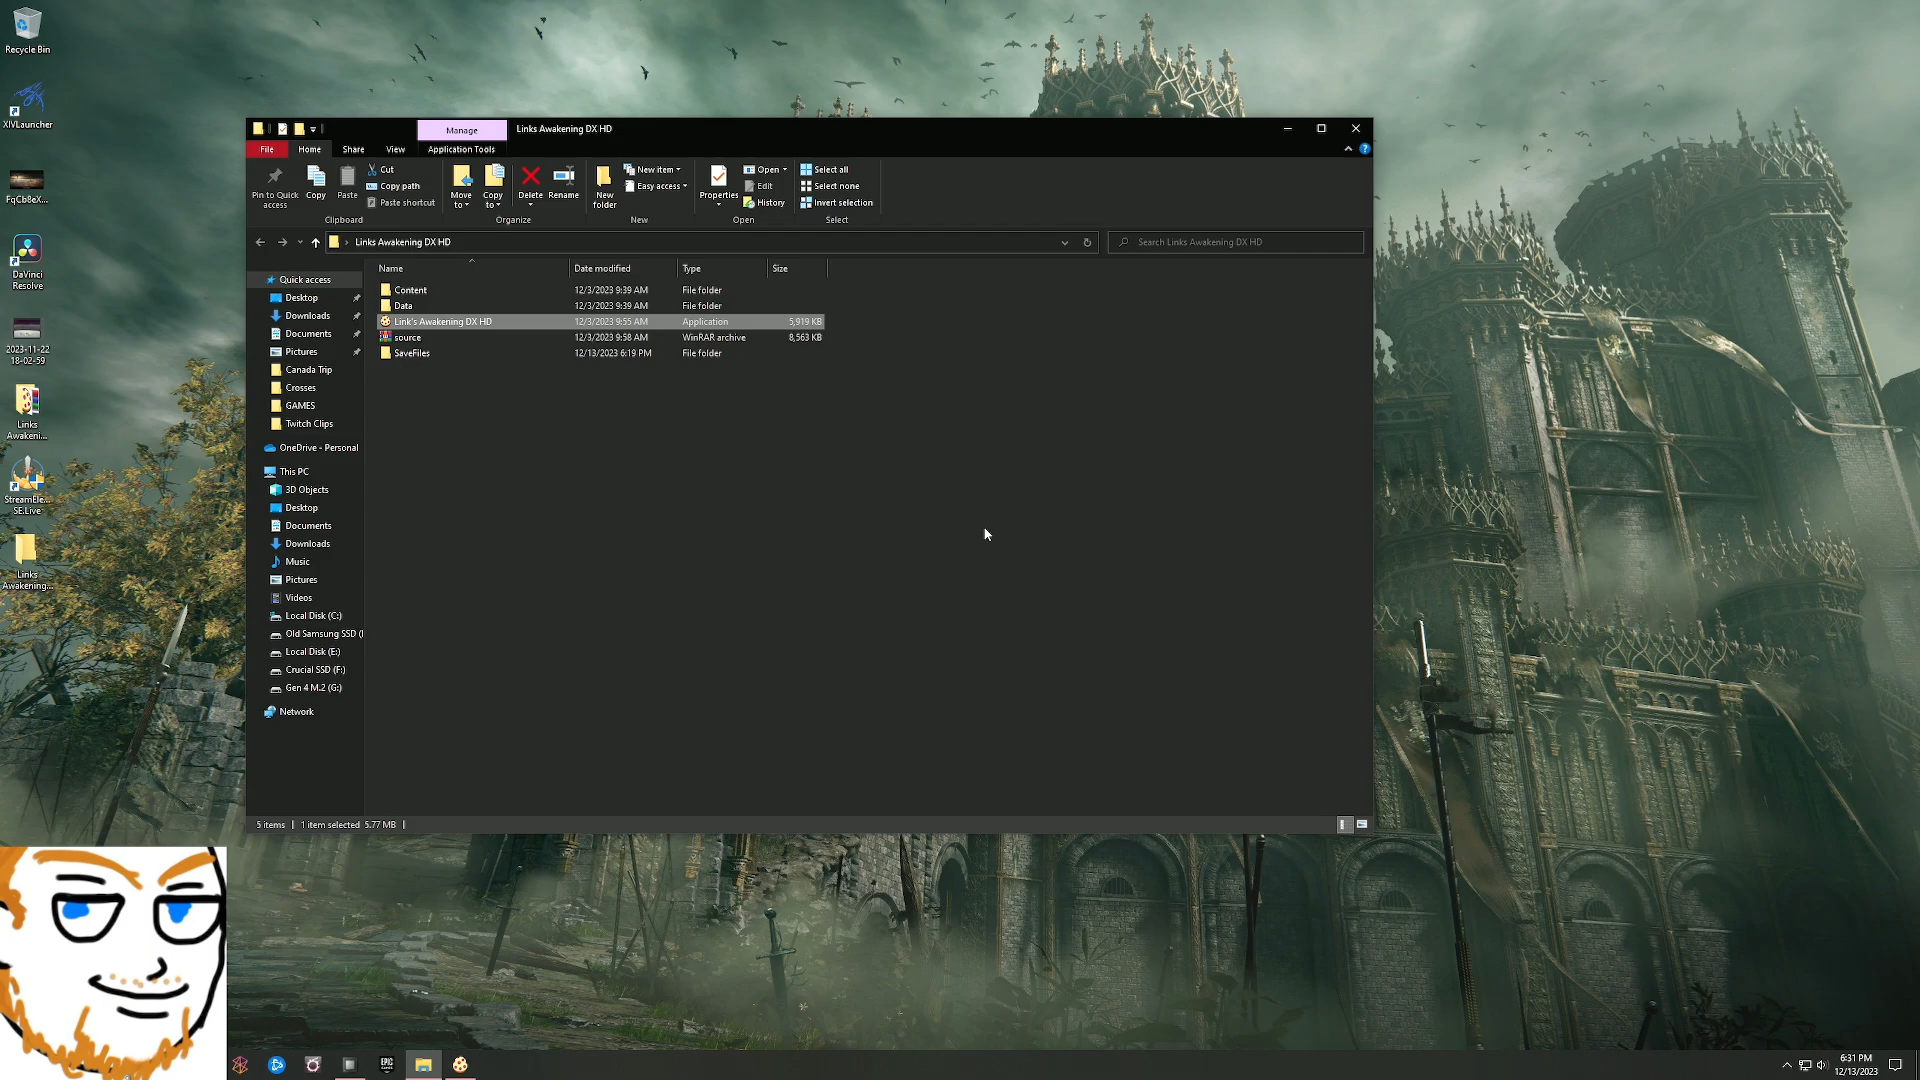 Recycle Bin
XIVLauncher
FqCb8eX...
DaVinci
Resolve
2023-11-22
18-02-59
Links
Awakeni...
StreamEle...
SE.Live
Links
Awakening...
Manage
Links Awakening DX HD
File
Home
Share
View
Application Tools
Pin to Quick
access
Copy
Paste
Cut
Copy path
Paste shortcut
Clipboard
Move
to
Copy
to
Delete
Rename
Organize
New
folder
New item
Easy access
New
Properties
Open
Edit
History
Open
Select all
Select none
Invert selection
Select
Links Awakening DX HD
Search Links Awakening DX HD
Name Date modified Type Size
Content 12/3/2023 9:39 AM File folder
Data 12/3/2023 9:39 AM File folder
Link's Awakening DX HD 12/3/2023 9:55 AM Application 5,919 KB
source 12/3/2023 9:58 AM WinRAR archive 8,563 KB
SaveFiles 12/13/2023 6:19 PM File folder
Quick access
Desktop
Downloads
Documents
Pictures
Canada Trip
Crosses
GAMES
Twitch Clips
OneDrive - Personal
This PC
3D Objects
Desktop
Documents
Downloads
Music
Pictures
Videos
Local Disk (C:)
Old Samsung SSD (
Local Disk (E:)
Crucial SSD (F:)
Gen 4 M.2 (G:)
Network
5 items | 1 item selected 5.77 MB |
EPIC
6:31 PM
12/13/2023